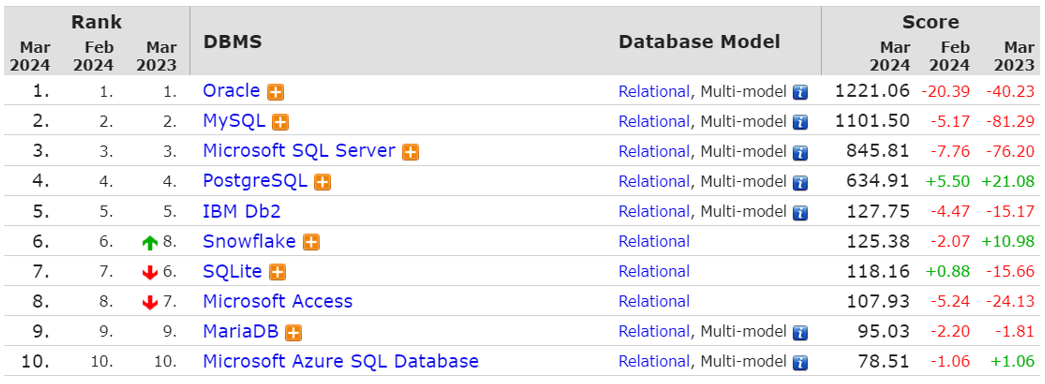 Rank DBMS Database Model Score
Mar 2024 Feb 2024 Mar 2023 Mar 2024 Feb 2024 Mar 2023
1. 1. 1. Oracle Relational, Multi-model 1221.06 -20.39 -40.23
2. 2. 2. MySQL Relational, Multi-model 1101.50 -5.17 -81.29
3. 3. 3. Microsoft SQL Server Relational, Multi-model 845.81 -7.76 -76.20
4. 4. 4. PostgreSQL Relational, Multi-model 634.91 +5.50 +21.08
5. 5. 5. IBM Db2 Relational, Multi-model 127.75 -4.47 -15.17
6. 6. 8. Snowflake Relational 125.38 -2.07 +10.98
7. 7. 6. SQLite Relational 118.16 +0.88 -15.66
8. 8. 7. Microsoft Access Relational 107.93 -5.24 -24.13
9. 9. 9. MariaDB Relational, Multi-model 95.03 -2.20 -1.81
10. 10. 10. Microsoft Azure SQL Database Relational, Multi-model 78.51 -1.06 +1.06